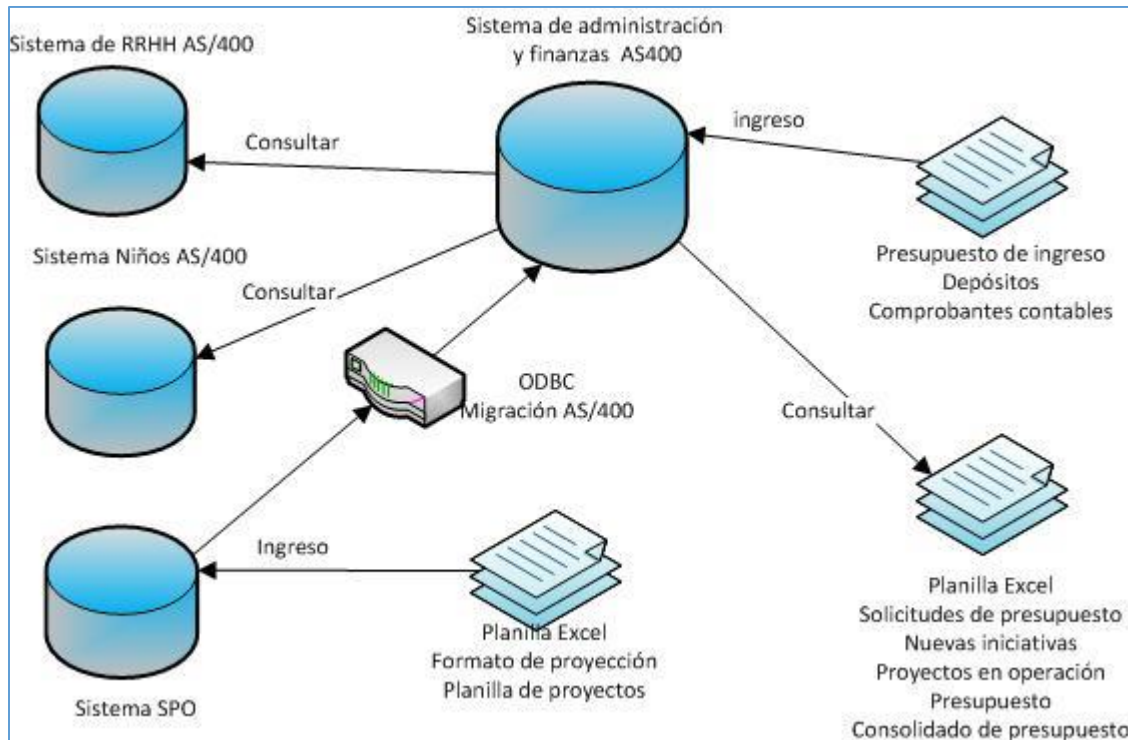 Sistema de RRHH AS/400
Sistema de administración
y finanzas  AS400
Consultar
ingreso
Presupuesto de ingreso
Depósitos
Comprobantes contables
Sistema Niños AS/400
Consultar
ODBC
Migración AS/400
Consultar
Ingreso
Planilla Excel
Formato de proyección
Planilla de proyectos
Sistema SPO
Planilla Excel
Solicitudes de presupuesto
Nuevas iniciativas
Proyectos en operación
Presupuesto
Consolidado de presupuesto